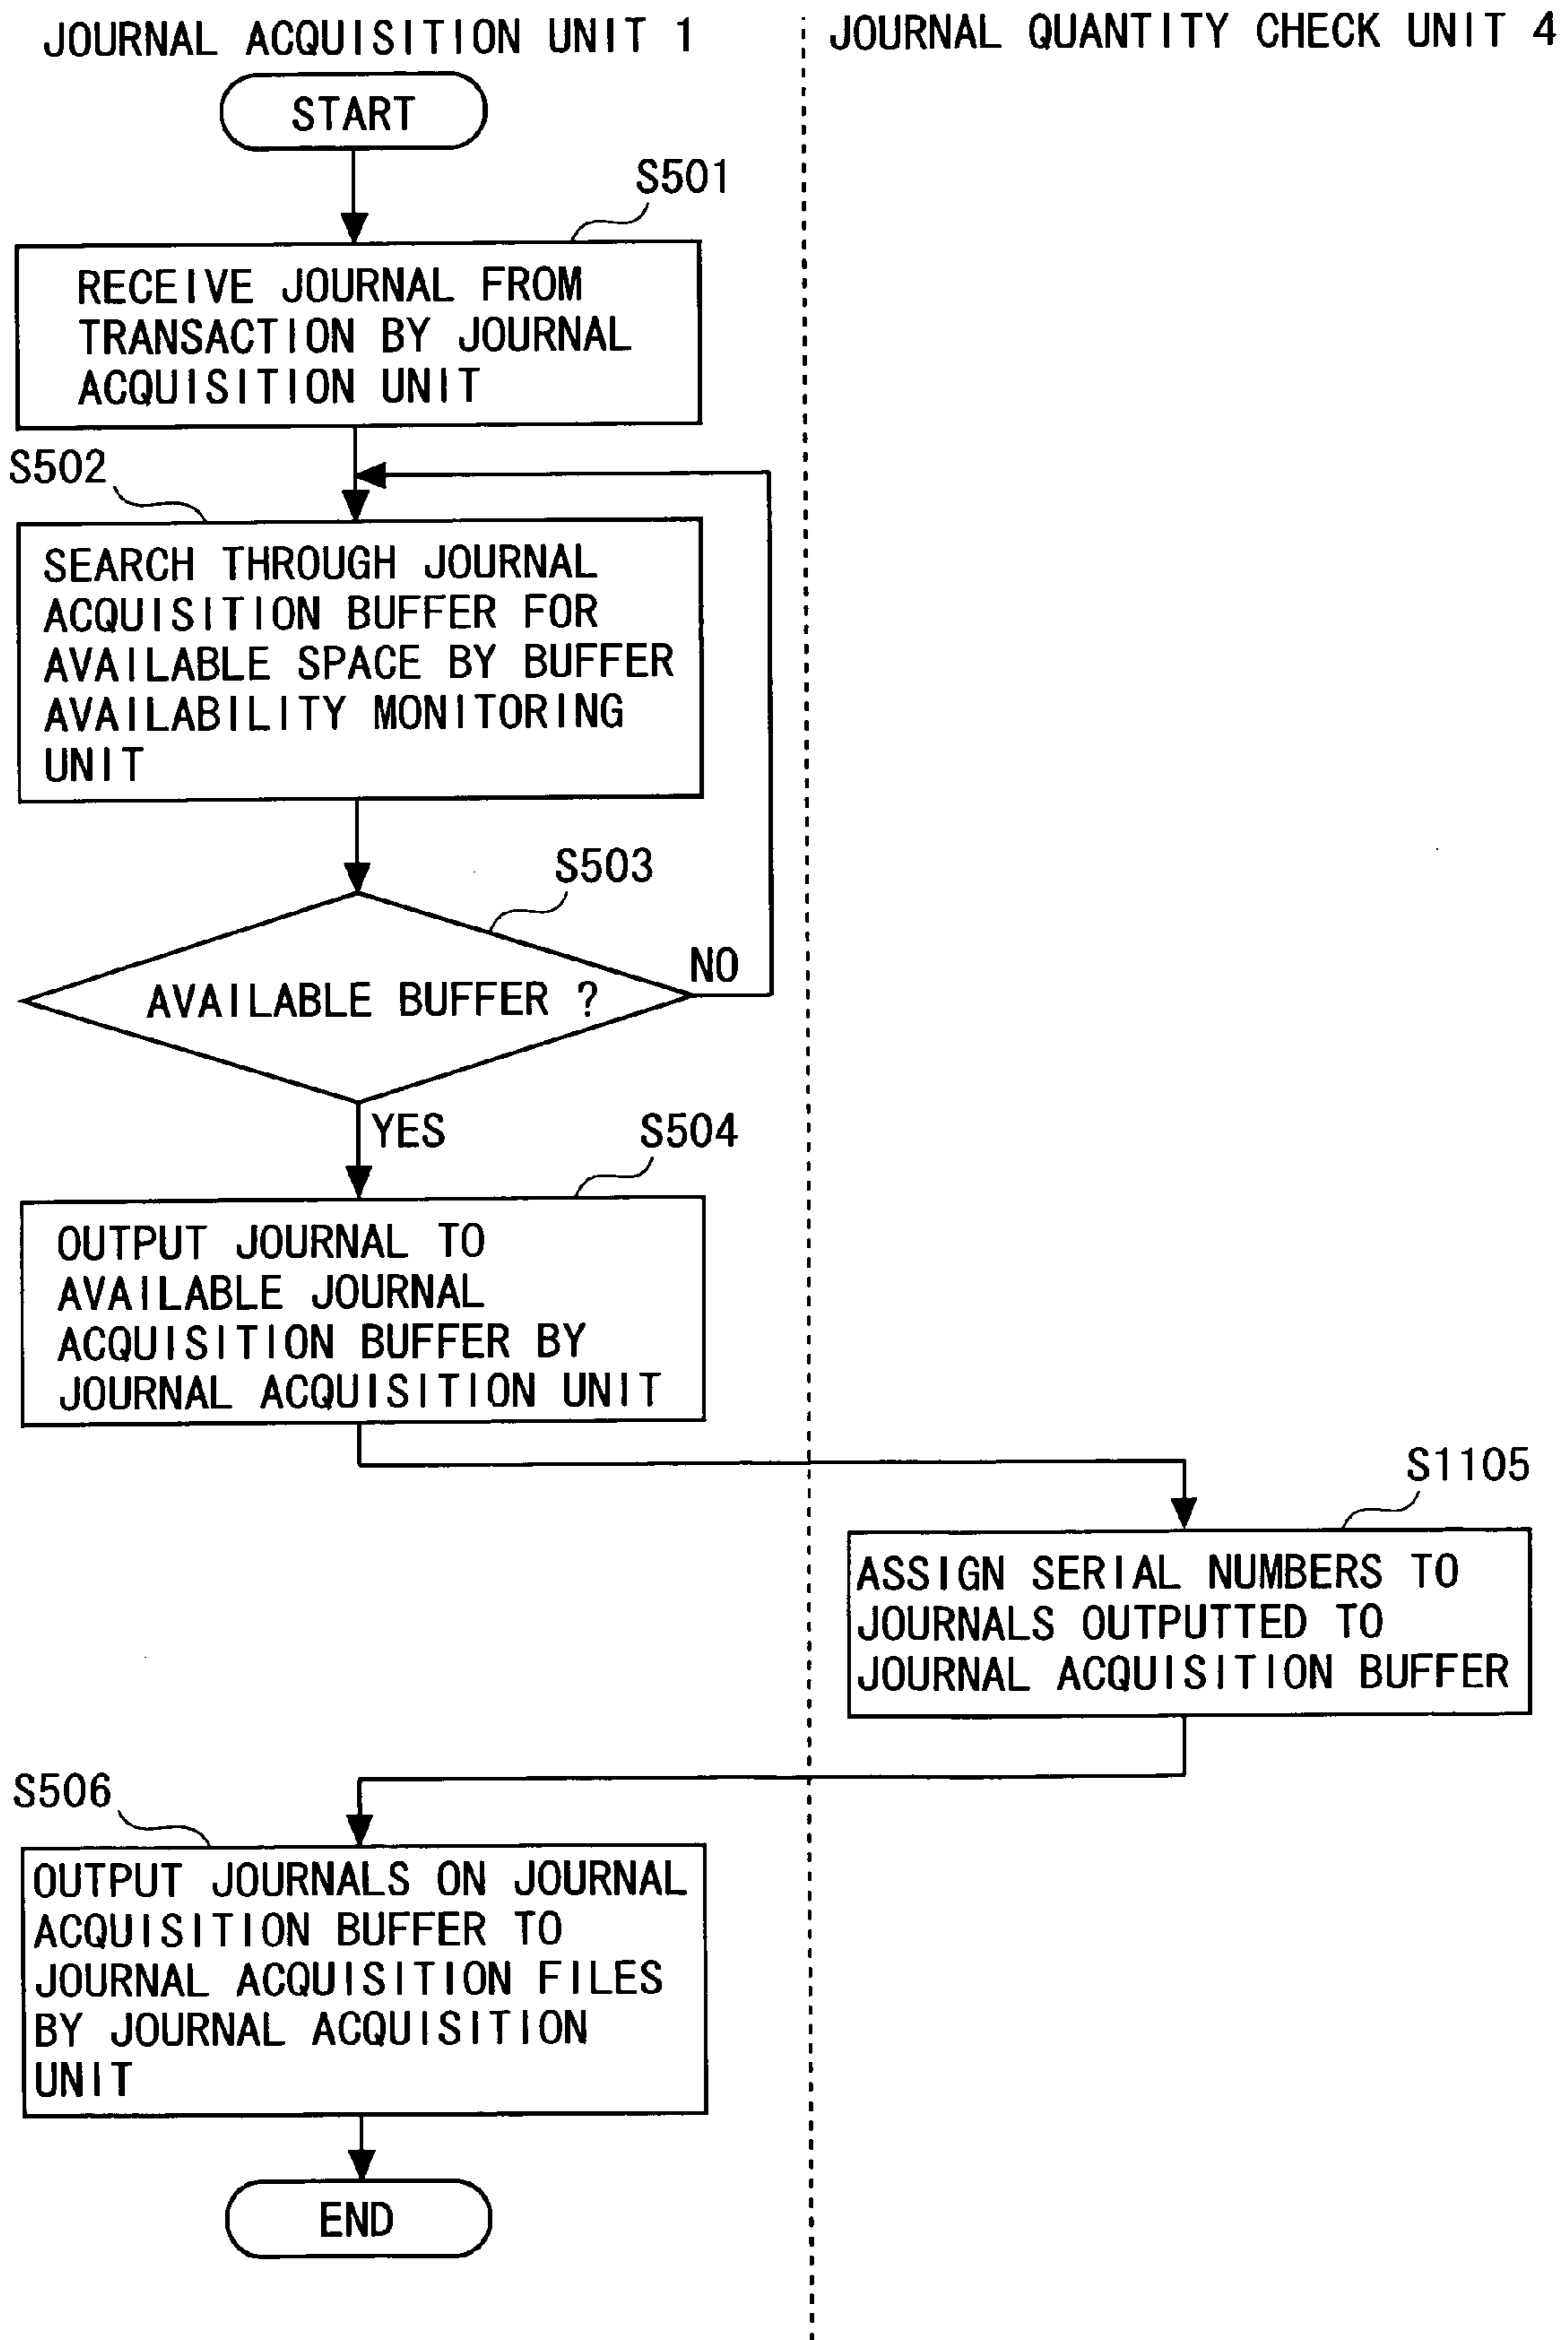 JOURNAL ACQUISITION UNIT 1
JOURNAL QUANTITY CHECK UNIT 4
START
S501
RECEIVE JOURNAL FROM
TRANSACTION BY JOURNAL
ACQUISITION UNIT
S502
SEARCH THROUGH JOURNAL
ACQUISITION BUFFER FOR
AVAILABLE SPACE BY BUFFER
AVAILABILITY MONITORING
UNIT
S503
NO
AVAILABLE BUFFER ?
YES
S504
OUTPUT JOURNAL TO
AVAILABLE JOURNAL
ACQUISITION BUFFER BY
JOURNAL ACQUISITION UNIT
S1105
ASSIGN SERIAL NUMBERS TO
JOURNALS OUTPUTTED TO
JOURNAL ACQUISITION BUFFER
S506
OUTPUT JOURNALS ON JOURNAL
ACQUISITION BUFFER TO
JOURNAL ACQUISITION FILES
BY JOURNAL ACQUISITION
UNIT
END